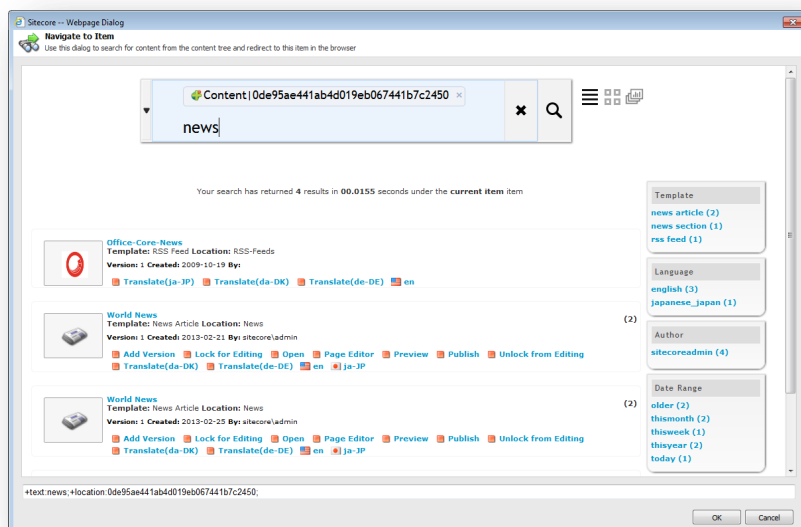 Sitecore -- Webpage Dialog
Navigate to Item
Use this dialog to search for content from the content tree and redirect to this item in the browser
Content|0de95ae441ab4d019eb067441b7c2450 ×
news
Your search has returned 4 results in 00.0155 seconds under the current item item
Office-Core-News
Template: RSS Feed Location: RSS-Feeds
Version: 1 Created: 2009-10-19 By:
Translate(ja-JP) Translate(da-DK) Translate(de-DE) en
World News (2)
Template: News Article Location: News
Version: 1 Created: 2013-02-21 By: sitecore\admin
Add Version Lock for Editing Open Page Editor Preview Publish Unlock from Editing
Translate(da-DK) Translate(de-DE) en ja-JP
World News (2)
Template: News Article Location: News
Version: 1 Created: 2013-02-25 By: sitecore\admin
Add Version Lock for Editing Open Page Editor Preview Publish Unlock from Editing
Translate(da-DK) Translate(de-DE) en ja-JP
Template
news article (2)
news section (1)
rss feed (1)
Language
english (3)
japanese_japan (1)
Author
sitecoreadmin (4)
Date Range
older (2)
thismonth (2)
thisweek (1)
thisyear (2)
today (1)
+text:news;+location:0de95ae441ab4d019eb067441b7c2450;
OK Cancel